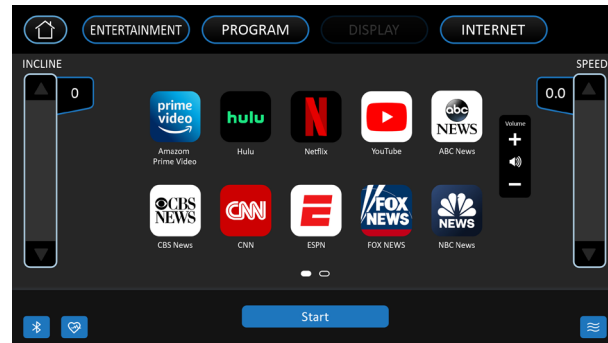 ENTERTAINMENT
PROGRAM
DISPLAY
INTERNET
INCLINE
SPEED
0
0.0
prime
video
hulu
N
abc
NEWS
Volume
+
−
Amazom
Prime Video
Hulu
Netflix
YouTube
ABC News
CBS
NEWS
CNN
E
FOX
NEWS
NEWS
CBS News
CNN
ESPN
FOX NEWS
NBC News
Start